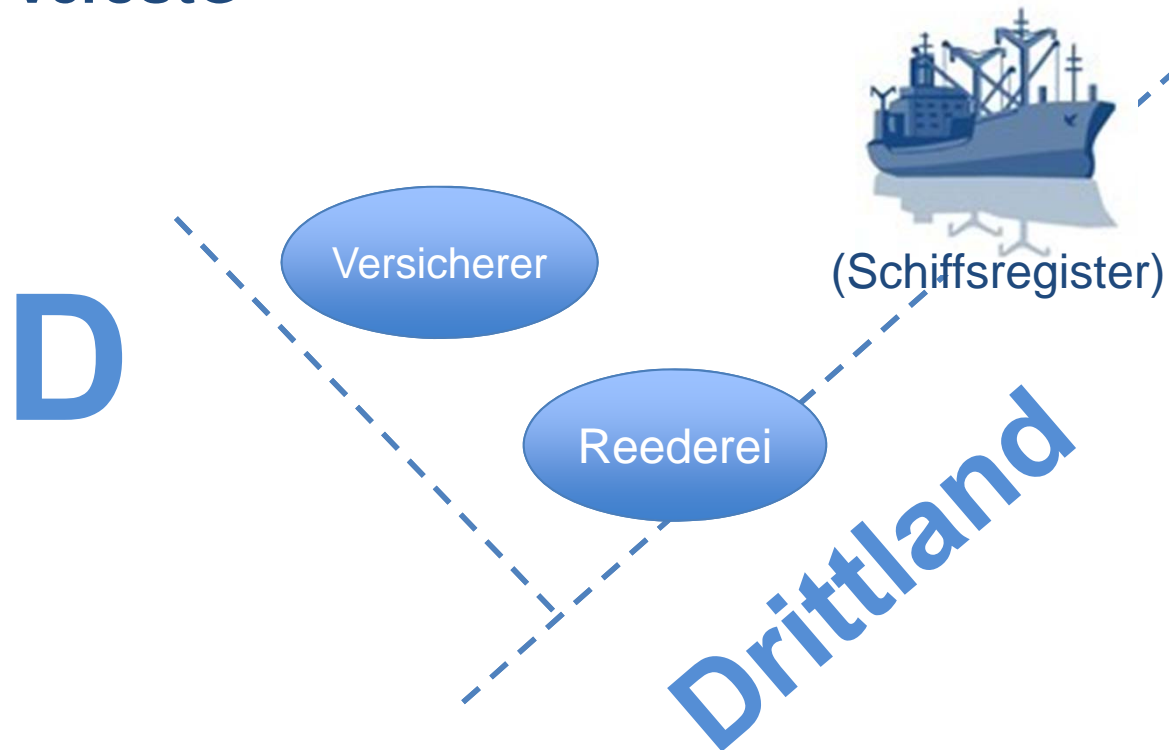 (Schiffsregister)
Versicherer
D
Reederei
Drittland